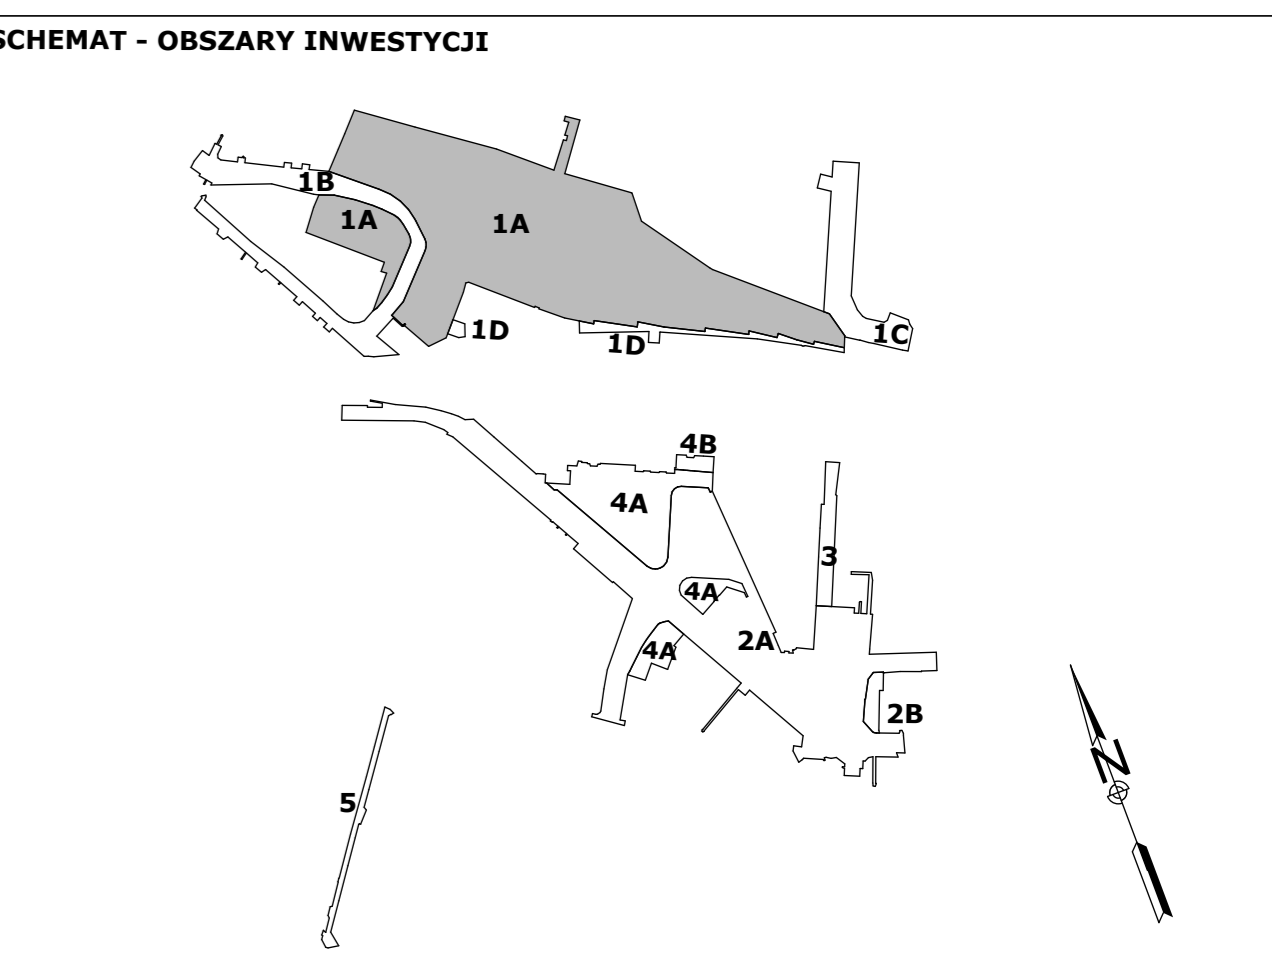 SCHEMAT - OBSZARY INWESTYCJI
1B
1A
1A
1D
1D
1C
4B
4A
3
4A
2A
4A
2B
5
N